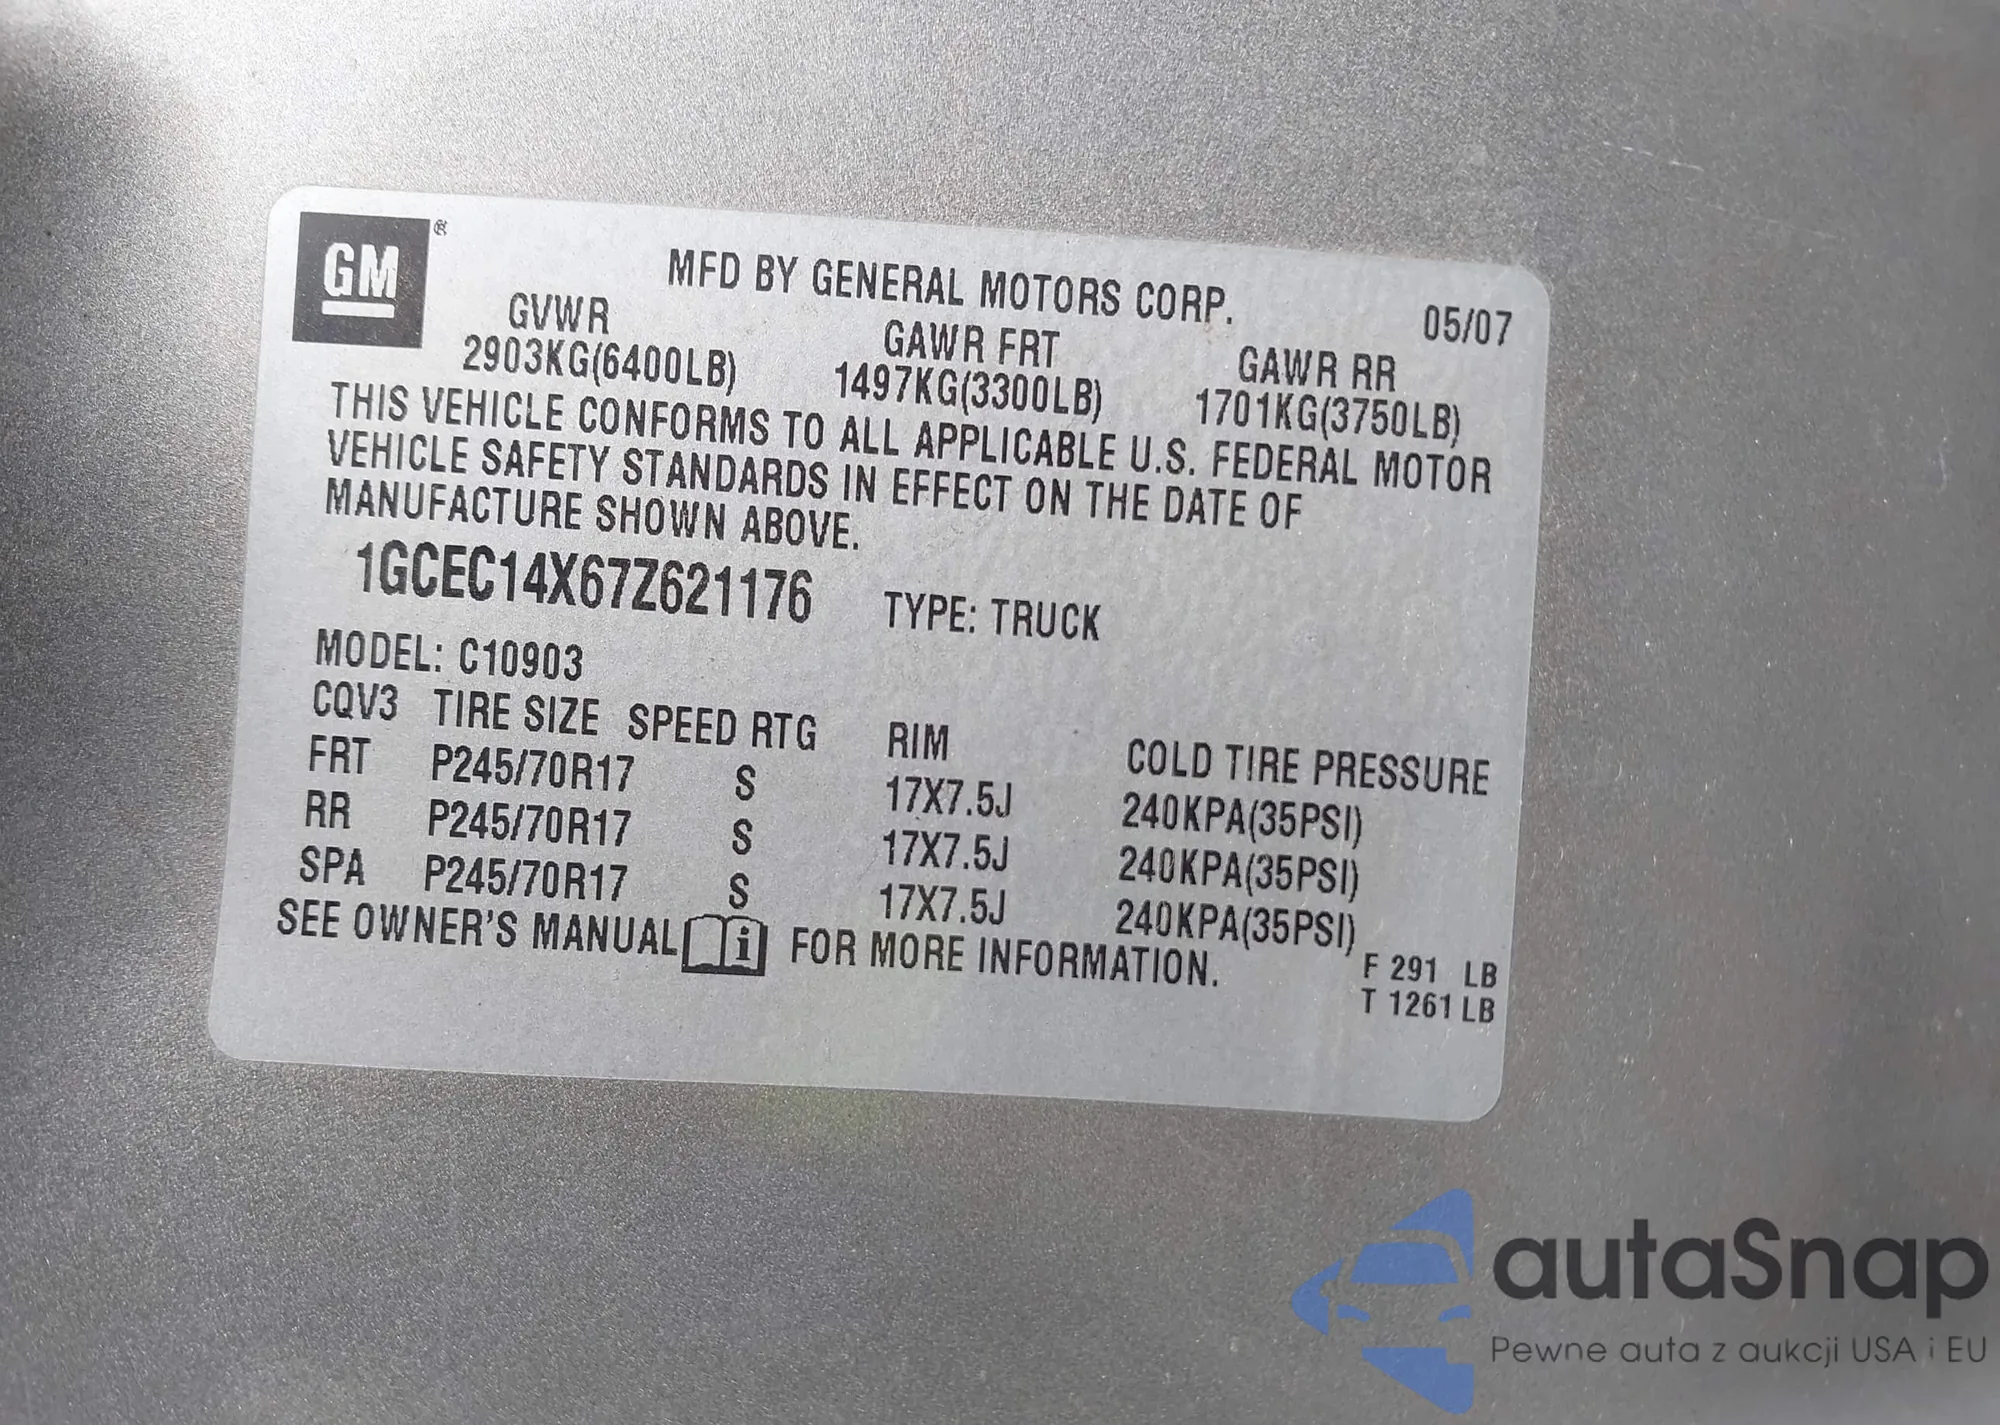 GM®
MFD BY GENERAL MOTORS CORP. 05/07
GVWR GAWR FRT GAWR RR
2903KG(6400LB) 1497KG(3300LB) 1701KG(3750LB)
THIS VEHICLE CONFORMS TO ALL APPLICABLE U.S. FEDERAL MOTOR
VEHICLE SAFETY STANDARDS IN EFFECT ON THE DATE OF
MANUFACTURE SHOWN ABOVE.
1GCEC14X67Z621176 TYPE: TRUCK
MODEL: C10903
CQV3 TIRE SIZE SPEED RTG RIM COLD TIRE PRESSURE
FRT P245/70R17 S 17X7.5J 240KPA(35PSI)
RR P245/70R17 S 17X7.5J 240KPA(35PSI)
SPA P245/70R17 S 17X7.5J 240KPA(35PSI)
SEE OWNER'S MANUAL i FOR MORE INFORMATION.
F 291 LB
T 1261 LB
autaSnap
Pewne auta z aukcji USA i EU